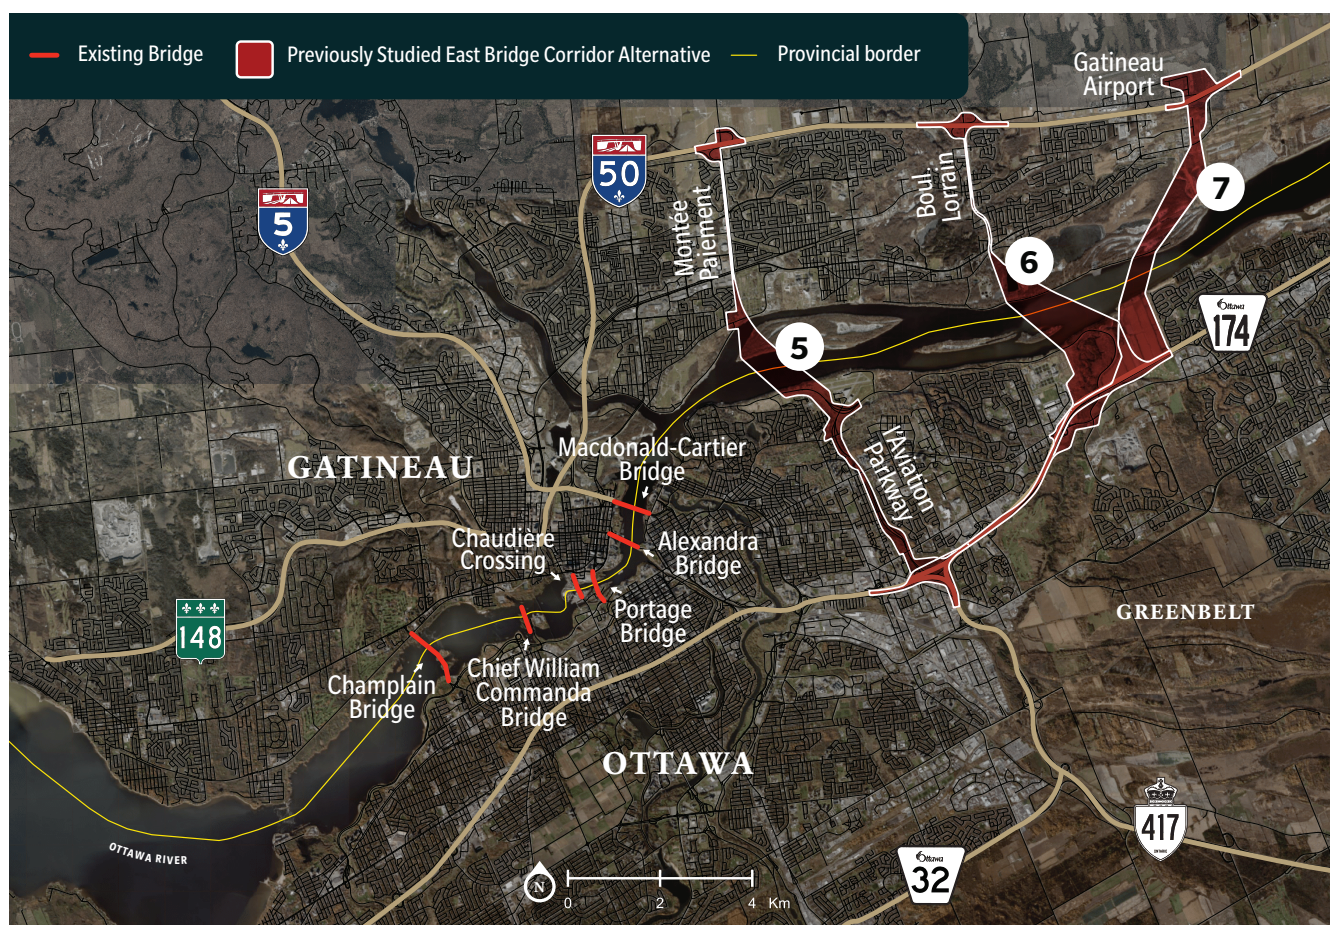 Existing Bridge
Previously Studied East Bridge Corridor Alternative
Provincial border
Gatineau
Airport
50
5
Montée
Paiement
Boul.
Lorrain
7
6
5
Ottawa
174
Macdonald-Cartier
Bridge
GATINEAU
l'Aviation
Parkway
Chaudière
Crossing
Alexandra
Bridge
Portage
Bridge
GREENBELT
148
Champlain
Bridge
Chief William
Commanda
Bridge
OTTAWA
OTTAWA RIVER
417
ONTARIO
Ottawa
32
N
0 2 4 Km